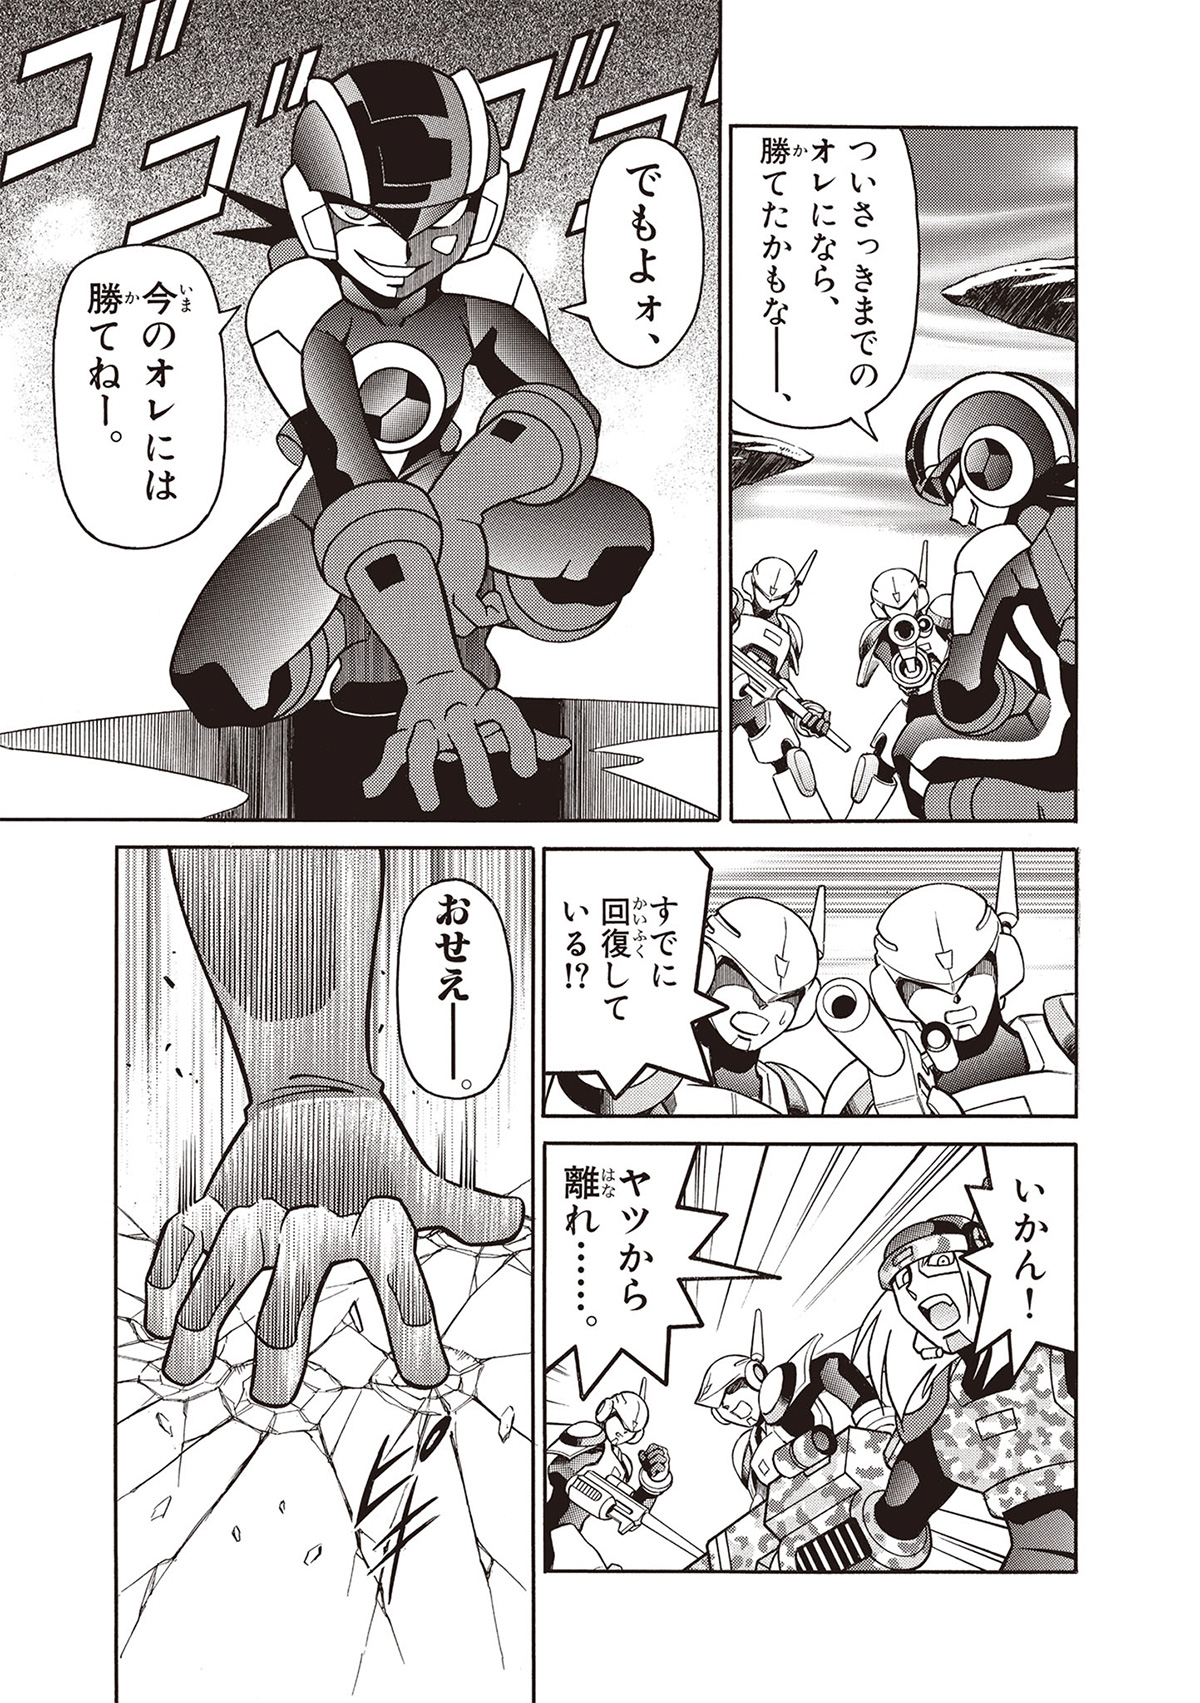 ついさっきまでの
オレになら、
勝てたかもなー、
でもよォ、
今のオレには
勝てねー。
ゴゴゴゴ
すでに
回復して
いる!?
いかん!
ヤツから
離れ……。
おせえー。
ピキ